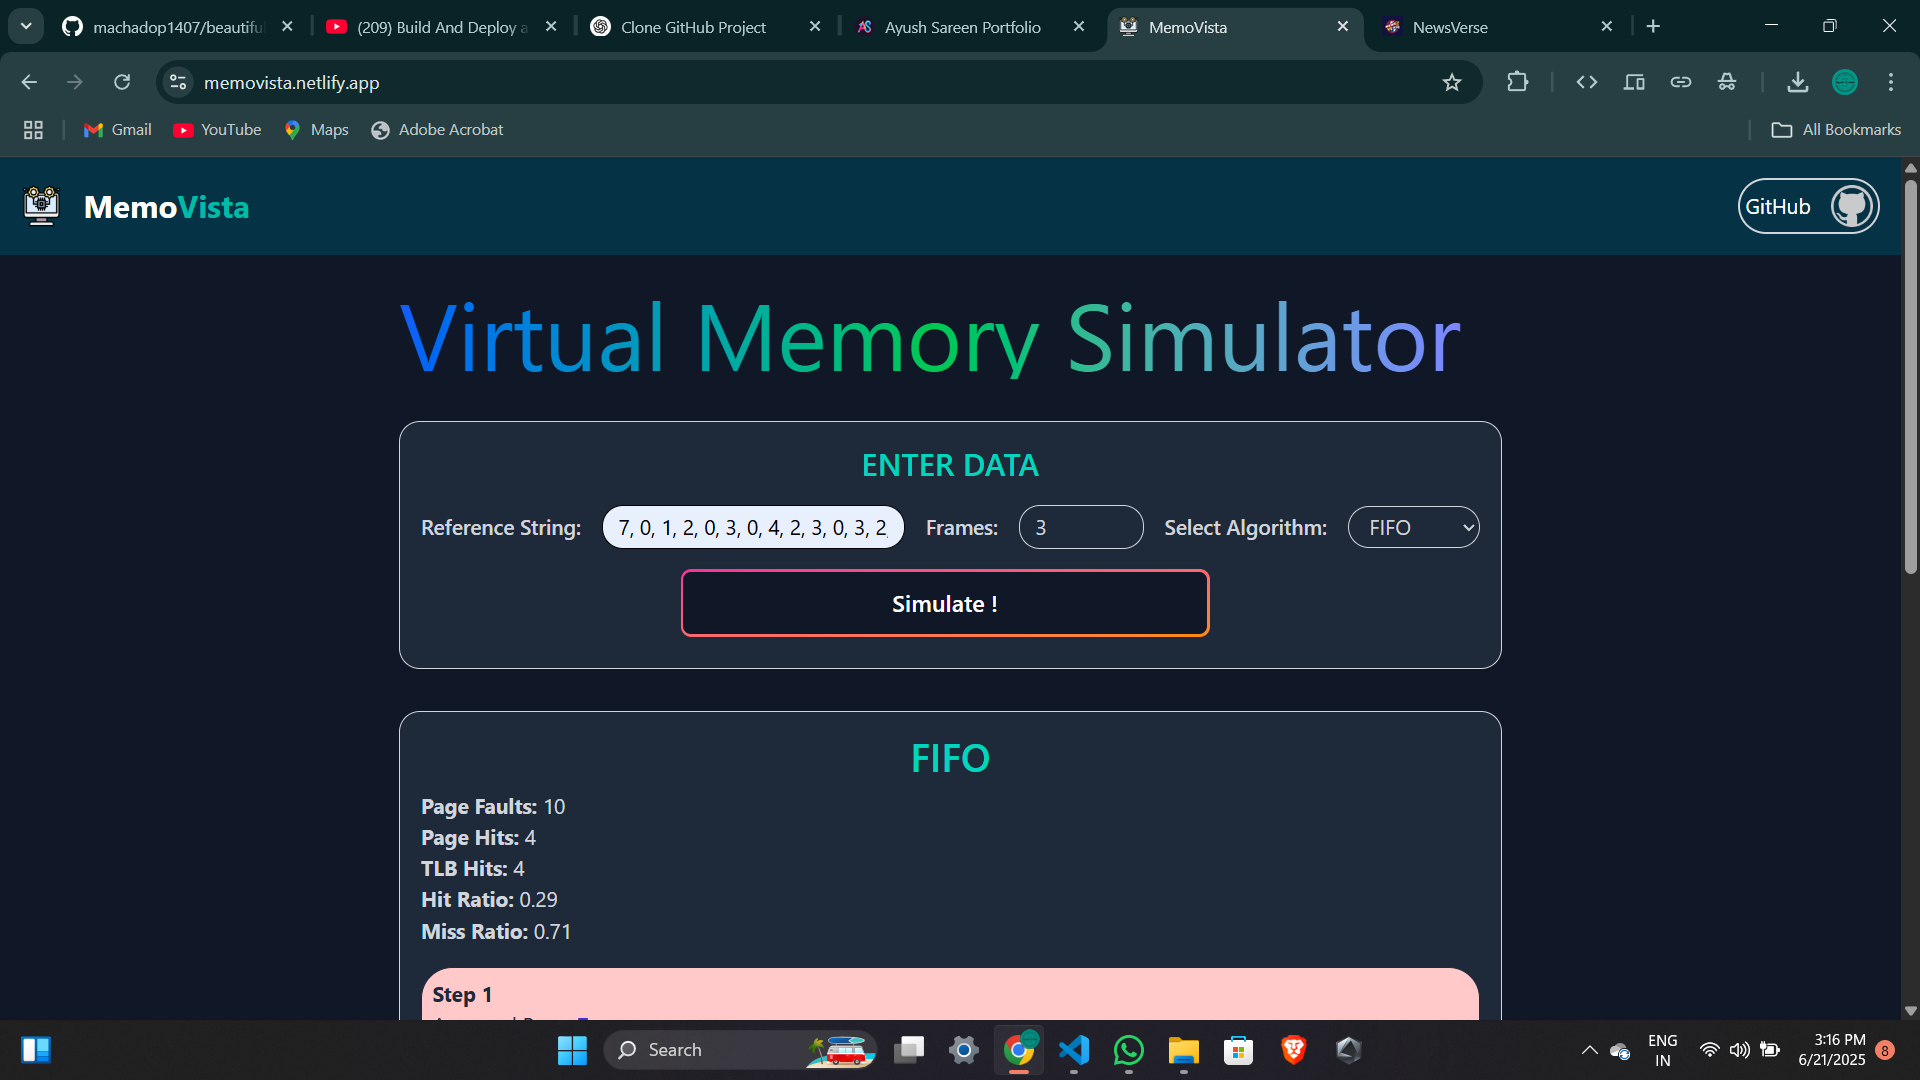 machadop1407/beautiful
(209) Build And Deploy a
Clone GitHub Project
Ayush Sareen Portfolio
MemoVista
NewsVerse
memovista.netlify.app
Gmail
YouTube
Maps
Adobe Acrobat
All Bookmarks
MemoVista
GitHub
Virtual Memory Simulator
ENTER DATA
Reference String: 7, 0, 1, 2, 0, 3, 0, 4, 2, 3, 0, 3, 2, Frames: 3 Select Algorithm: FIFO
Simulate !
FIFO
Page Faults: 10
Page Hits: 4
TLB Hits: 4
Hit Ratio: 0.29
Miss Ratio: 0.71
Step 1
Search
ENG
IN
3:16 PM
6/21/2025
8